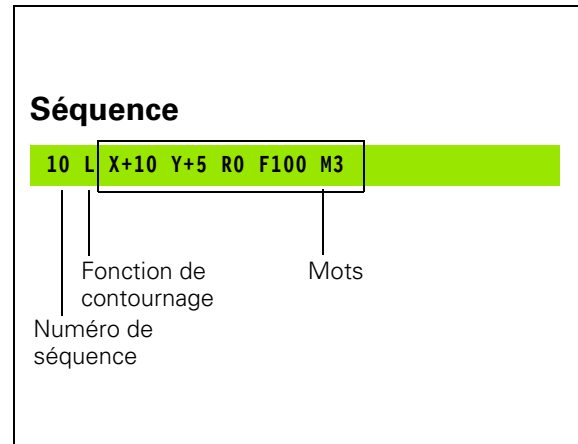 Séquence
10 L X+10 Y+5 R0 F100 M3
Fonction de
contournage
Mots
Numéro de
séquence